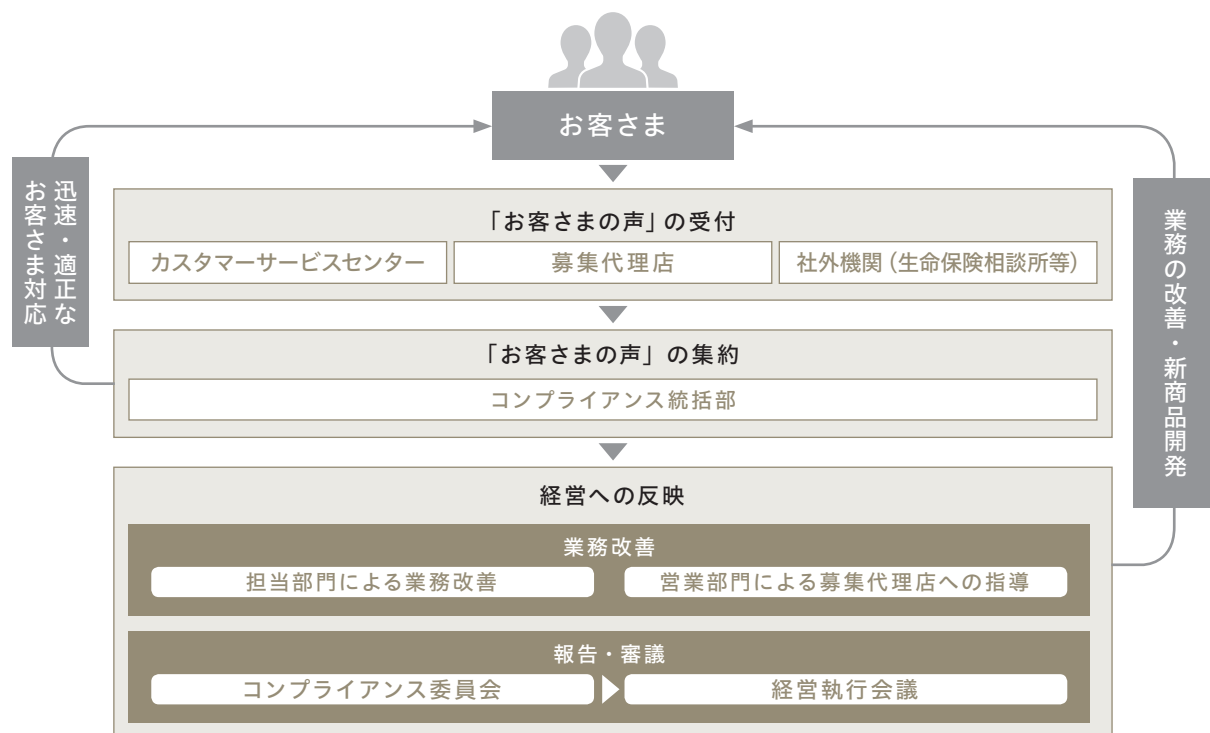 お客さま
迅速・適正な
お客さま対応
「お客さまの声」の受付
カスタマーサービスセンター
募集代理店
社外機関（生命保険相談所等）
「お客さまの声」の集約
コンプライアンス統括部
経営への反映
業務改善
担当部門による業務改善
営業部門による募集代理店への指導
報告・審議
コンプライアンス委員会
経営執行会議
業務の改善・新商品開発